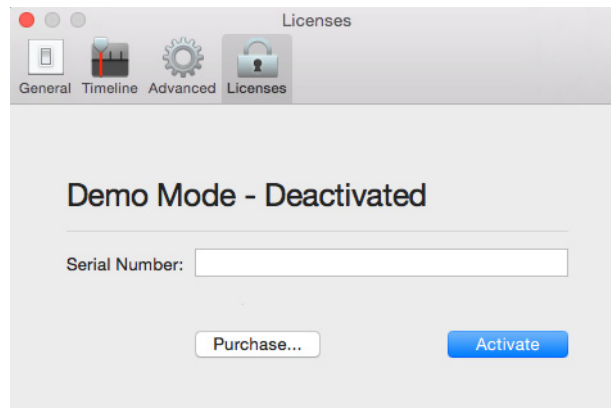 Licenses
General Timeline Advanced Licenses
Demo Mode - Deactivated
Serial Number:
Purchase... Activate